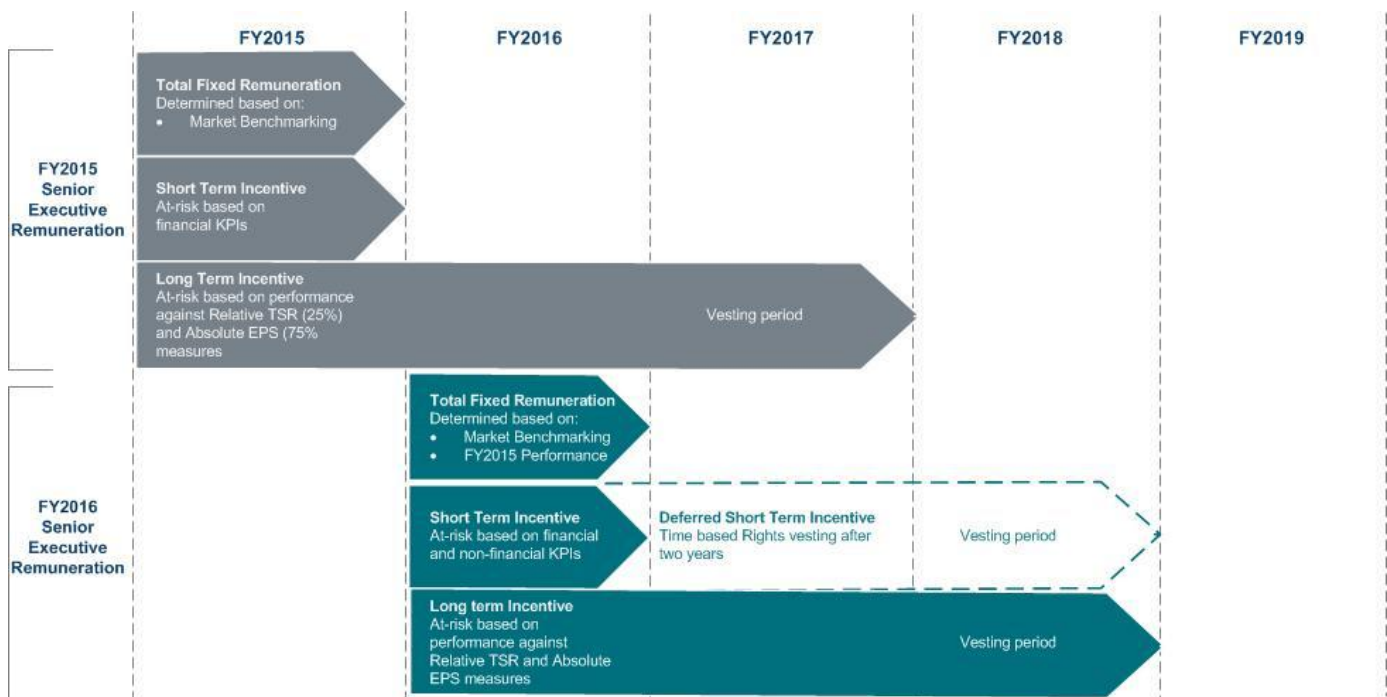 FY2015
FY2016
FY2017
FY2018
FY2019
FY2015
Senior
Executive
Remuneration
Total Fixed Remuneration
Determined based on:
• Market Benchmarking
Short Term Incentive
At-risk based on
financial KPIs
Long Term Incentive
At-risk based on performance
against Relative TSR (25%)
and Absolute EPS (75%
measures
Vesting period
FY2016
Senior
Executive
Remuneration
Total Fixed Remuneration
Determined based on:
• Market Benchmarking
• FY2015 Performance
Short Term Incentive
At-risk based on financial
and non-financial KPIs
Deferred Short Term Incentive
Time based Rights vesting after
two years
Vesting period
Long term Incentive
At-risk based on
performance against
Relative TSR and Absolute
EPS measures
Vesting period